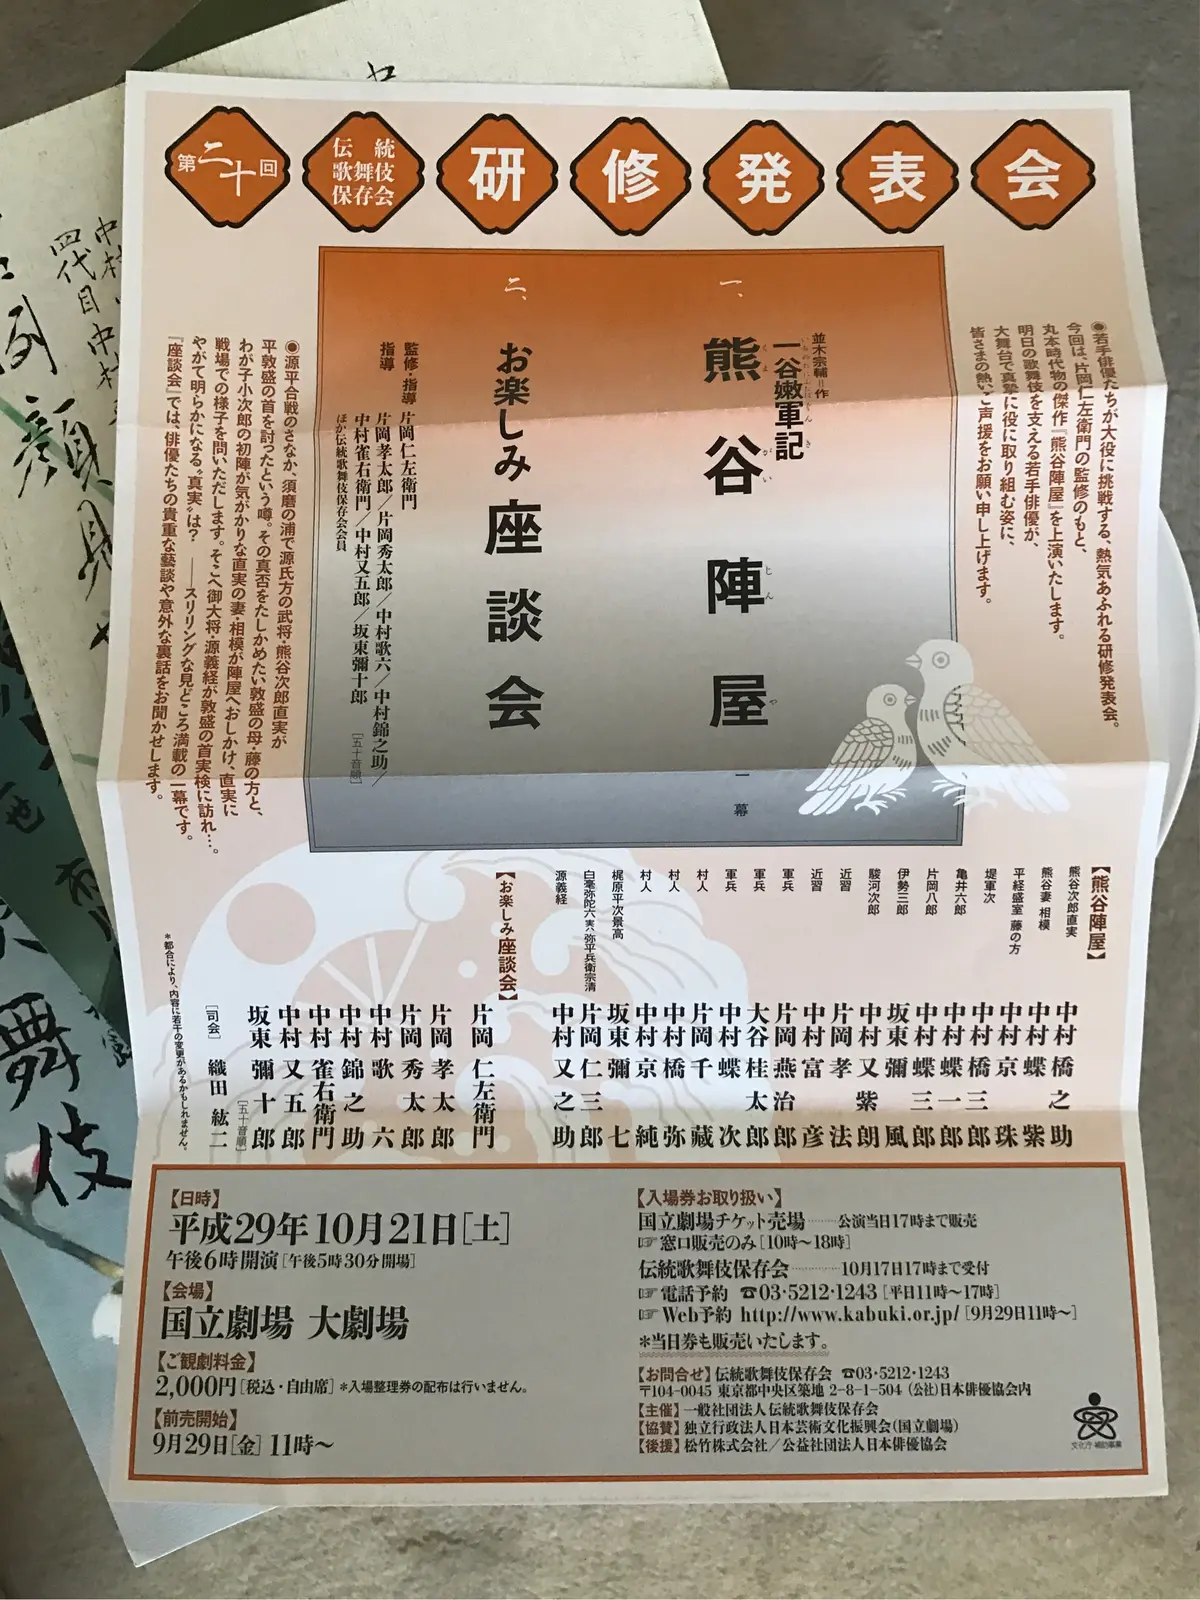 第二十回
伝統
歌舞伎
保存会
研修発表会
●若手俳優たちが大役に挑戦する、熱気あふれる研修発表会。
今回は、片岡仁左衛門の監修のもと、
丸本時代物の傑作『熊谷陣屋』を上演いたします。
明日の歌舞伎を支える若手俳優が、
大舞台で真摯に役に取り組む姿に、
皆さまの熱いご声援をお願い申し上げます。
一、
並木宗輔=作
一谷嫩軍記
いちのたにふたばぐんき
熊谷陣屋
くまがいじんや
一幕
二、
お楽しみ座談会
監修・指導 片岡仁左衛門
指導 片岡孝太郎/片岡秀太郎/中村歌六/中村錦之助/
中村雀右衛門/中村又五郎/坂東彌十郎 [五十音順]
ほか伝統歌舞伎保存会会員
●源平合戦のさなか、須磨の浦で源氏方の武将・熊谷次郎直実が
平敦盛の首を討ったという噂。その真否をたしかめたい敦盛の母・藤の方と、
わが子小次郎の初陣が気がかりな直実の妻・相模が陣屋へおしかけ、直実に
戦場での様子を問いただします。そこへ御大将・源義経が敦盛の首実検に訪れ…。
やがて明らかになる“真実”は? ――スリリングな見どころ満載の一幕です。
『座談会』では、俳優たちの貴重な藝談や意外な裏話をお聞かせします。
【熊谷陣屋】
熊谷次郎直実 中村橋之助
熊谷妻 相模 中村蝶紫
平経盛室 藤の方 中村京珠
堤軍次 中村橋三郎
亀井六郎 中村蝶一郎
片岡八郎 中村蝶三郎
伊勢三郎 坂東彌風
駿河次郎 中村又紫朗
近習 片岡孝法
近習 中村富彦
軍兵 片岡燕治郎
軍兵 大谷桂太郎
軍兵 中村蝶次
村人 片岡千藏
村人 中村橋弥
村人 中村京純
梶原平次景高 坂東彌七
白毫弥陀六実ハ弥平兵衛宗清 片岡仁三郎
源義経 中村又之助
【お楽しみ座談会】
片岡仁左衛門
片岡孝太郎
片岡秀太郎
中村歌六
中村錦之助
中村雀右衛門
中村又五郎
坂東彌十郎
[五十音順]
[司会] 織田紘二
*都合により、内容に若干の変更があるかもしれません。
【日時】
平成29年10月21日[土]
午後6時開演[午後5時30分開場]
【会場】
国立劇場 大劇場
【ご観劇料金】
2,000円[税込・自由席]*入場整理券の配布は行いません。
【前売開始】
9月29日[金]11時〜
【入場券お取り扱い】
国立劇場チケット売場………公演当日17時まで販売
☞窓口販売のみ[10時〜18時]
伝統歌舞伎保存会…………10月17日17時まで受付
☞電話予約 ☎03・5212・1243[平日11時〜17時]
☞Web予約 http://www.kabuki.or.jp/[9月29日11時〜]
*当日券も販売いたします。
【お問合せ】伝統歌舞伎保存会 ☎03・5212・1243
〒104-0045 東京都中央区築地 2-8-1-504 (公社)日本俳優協会内
【主催】一般社団法人伝統歌舞伎保存会
【協賛】独立行政法人日本芸術文化振興会(国立劇場)
【後援】松竹株式会社/公益社団法人日本俳優協会
文化庁 補助事業
四代目中村
例
顔見
舞伎